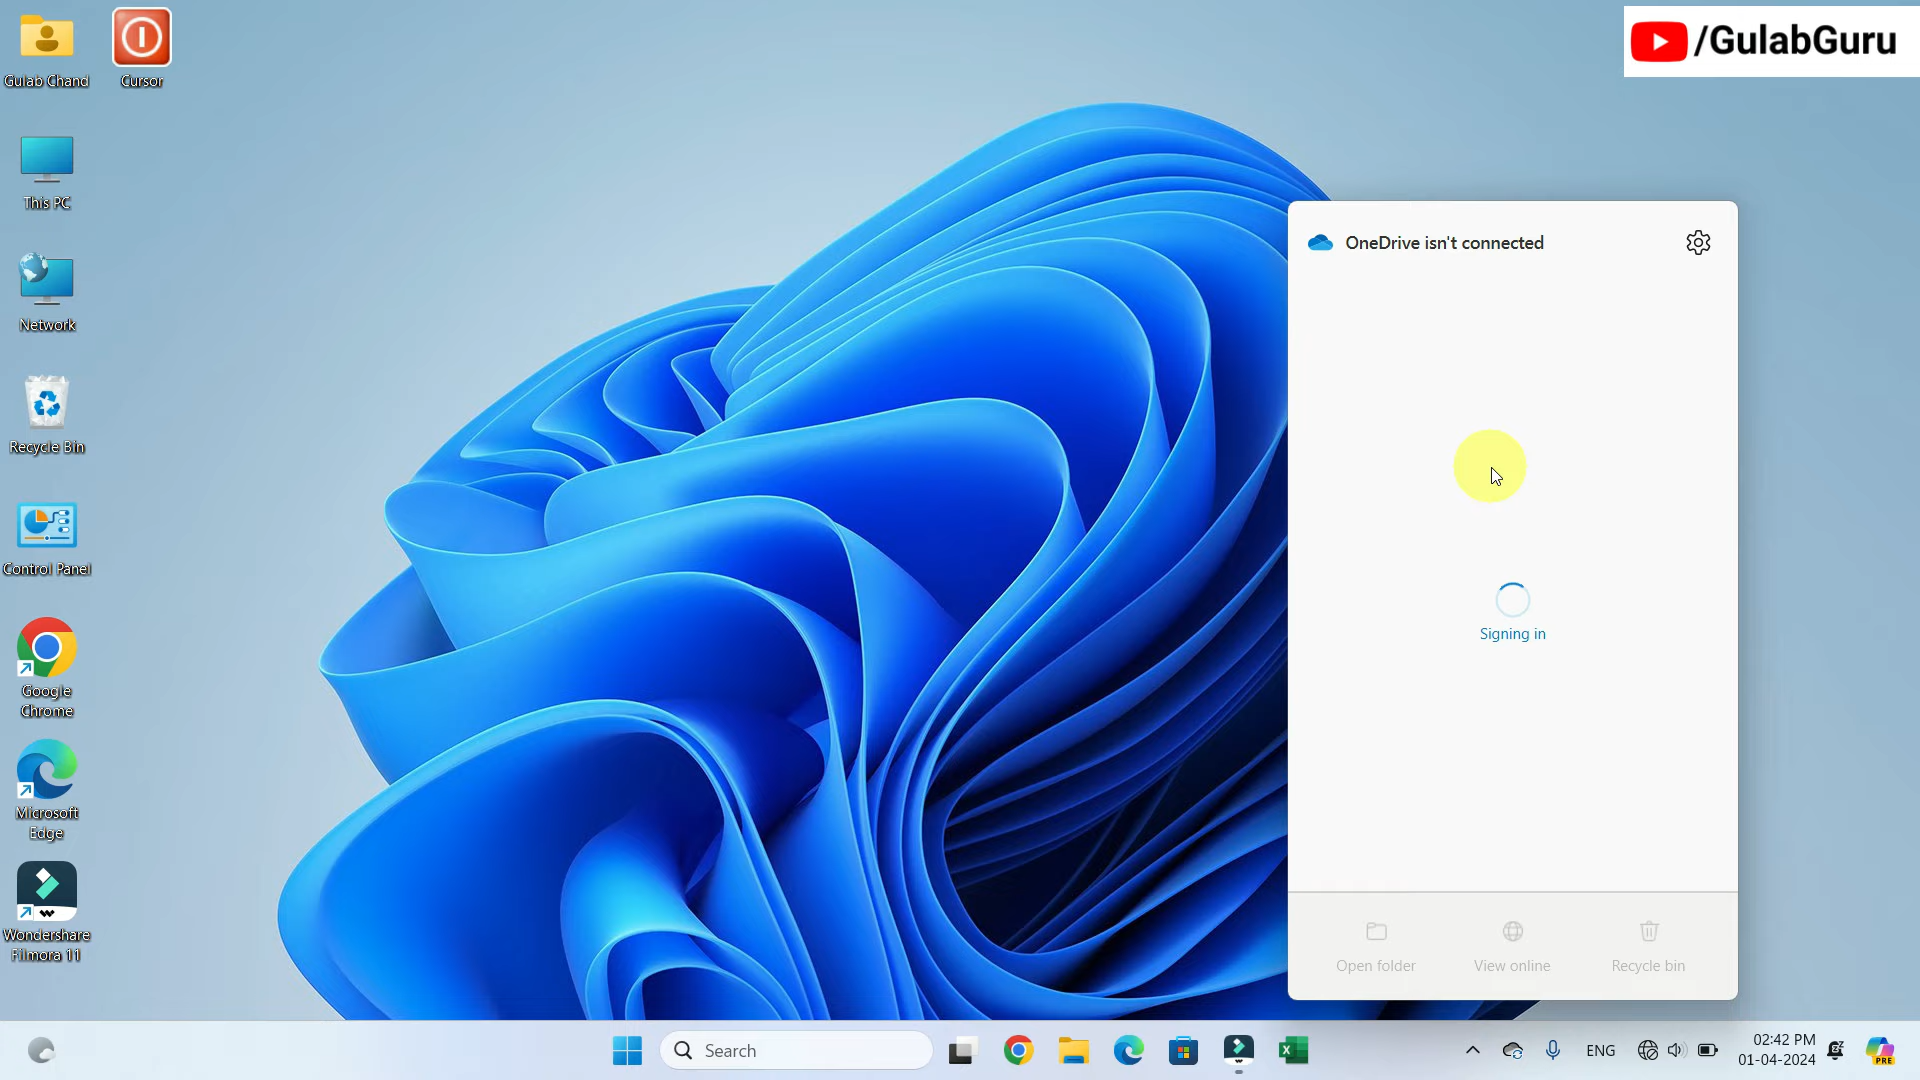 Gulab Chand
Cursor
/GulabGuru
This PC
Network
Recycle Bin
Control Panel
Google
Chrome
Microsoft
Edge
Wondershare
Filmora 11
OneDrive isn't connected
Signing in
Open folder
View online
Recycle bin
Search
ENG
02:42 PM
01-04-2024
PRE